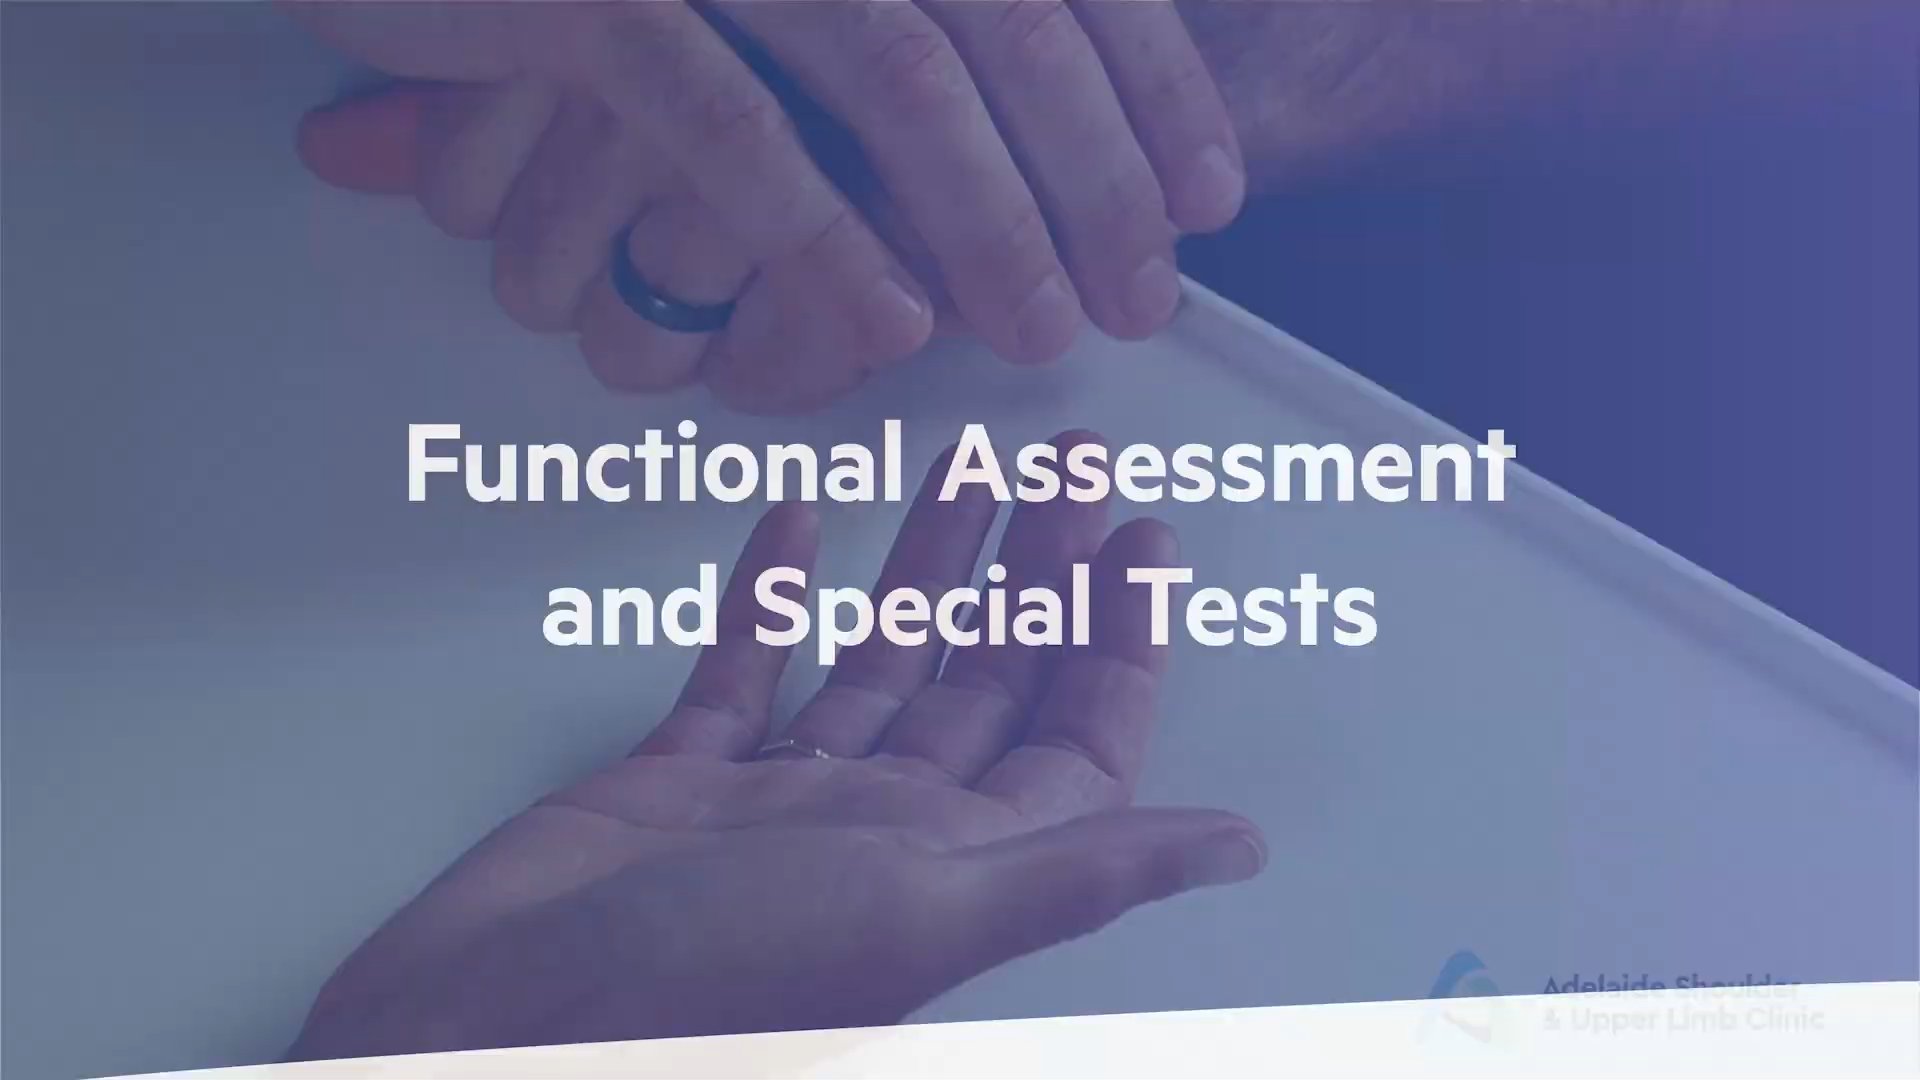 Functional Assessment
and Special Tests
Adelaide Shoulder
& Upper Limb Clinic